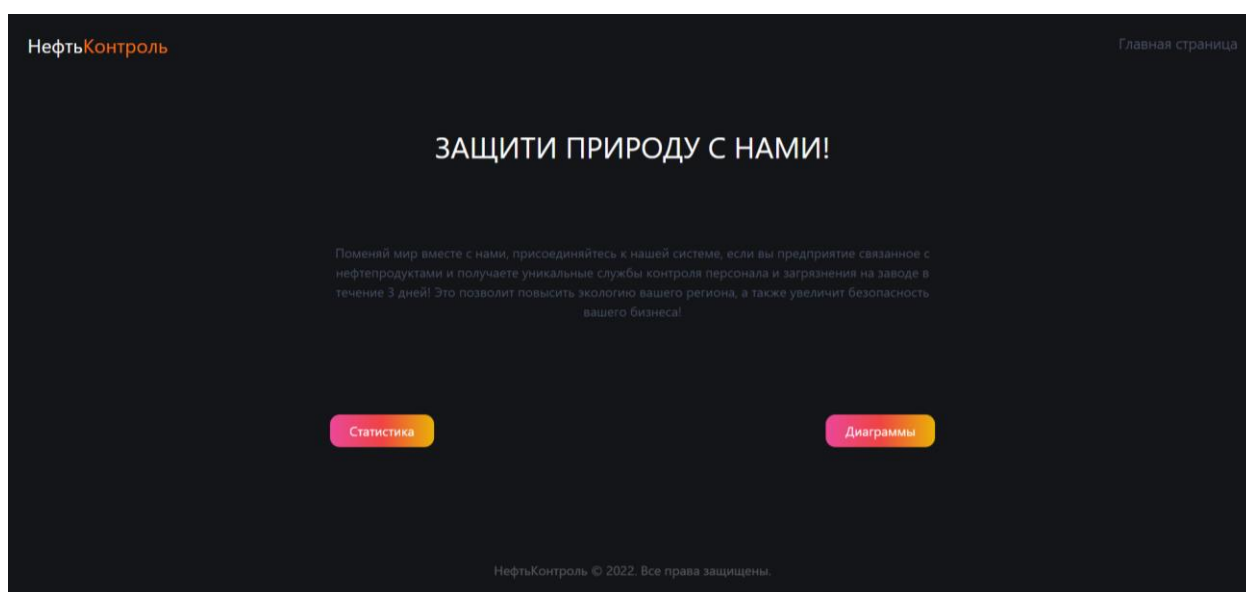 НефтьКонтроль
Главная страница
ЗАЩИТИ ПРИРОДУ С НАМИ!
Поменяй мир вместе с нами, присоединяйтесь к нашей системе, если вы предприятие связанное с
нефтепродуктами и получаете уникальные службы контроля персонала и загрязнения на заводе в
течение 3 дней! Это позволит повысить экологию вашего региона, а также увеличит безопасность
вашего бизнеса!
Статистика
Диаграммы
НефтьКонтроль © 2022. Все права защищены.